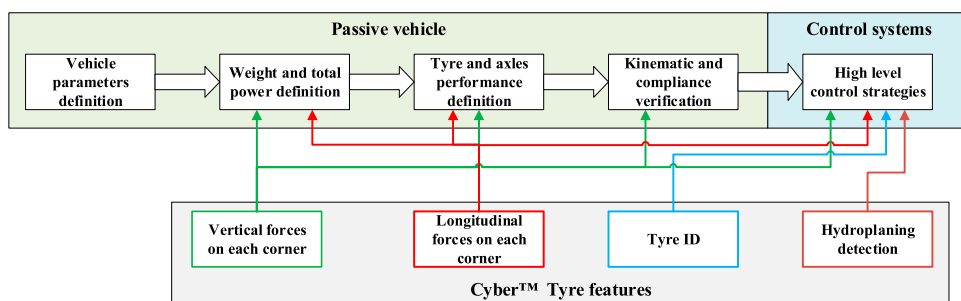 Passive vehicle
Control systems
Vehicle
parameters
definition
Weight and total
power definition
Tyre and axles
performance
definition
Kinematic and
compliance
verification
High level
control strategies
Vertical forces
on each corner
Longitudinal
forces on each
corner
Tyre ID
Hydroplaning
detection
Cyber™ Tyre features